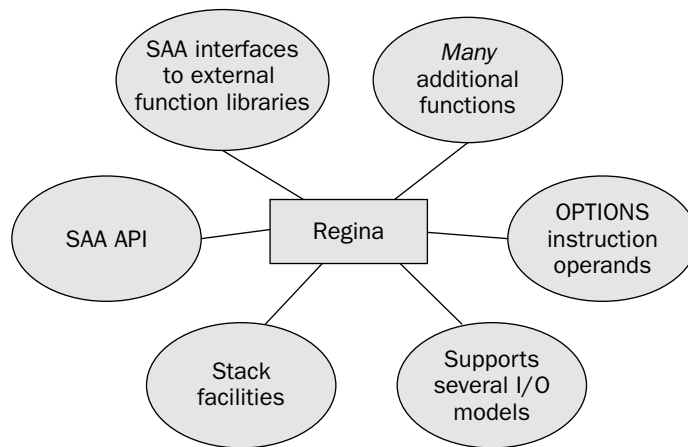 SAA interfaces
to external
function libraries
Many
additional
functions
SAA API
Regina
OPTIONS
instruction
operands
Stack
facilities
Supports
several I/O
models